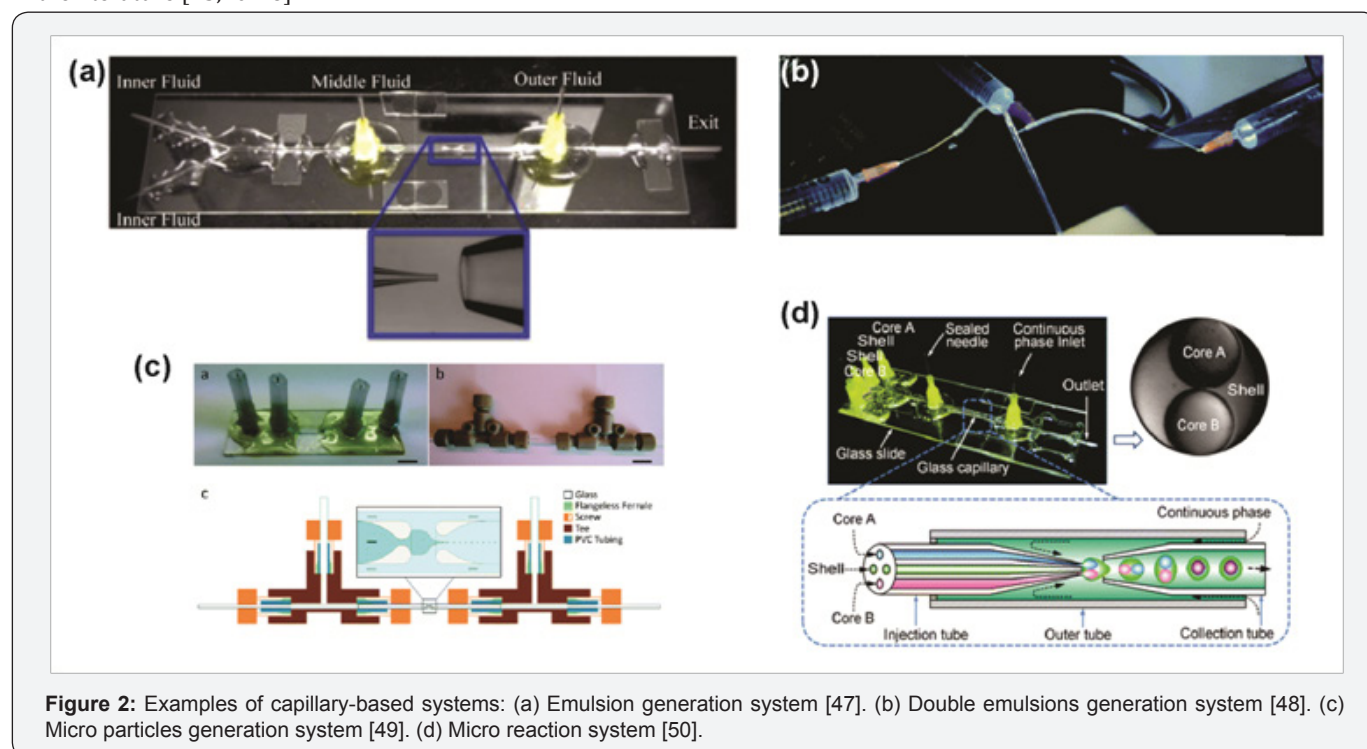 (a)
Inner Fluid
Middle Fluid
Outer Fluid
Exit
Inner Fluid
(b)
(c)
a
b
c
Glass
Flangeless Ferrule
Screw
Tee
PVC Tubing
(d)
Core A
Shell
Shell
Core B
Sealed
needle
Continuous
phase Inlet
Outlet
Glass slide
Glass capillary
Core A
Shell
Core B
Core A
Shell
Core B
Injection tube
Outer tube
Continuous phase
Collection tube
Figure 2: Examples of capillary-based systems: (a) Emulsion generation system [47]. (b) Double emulsions generation system [48]. (c)
Micro particles generation system [49]. (d) Micro reaction system [50].